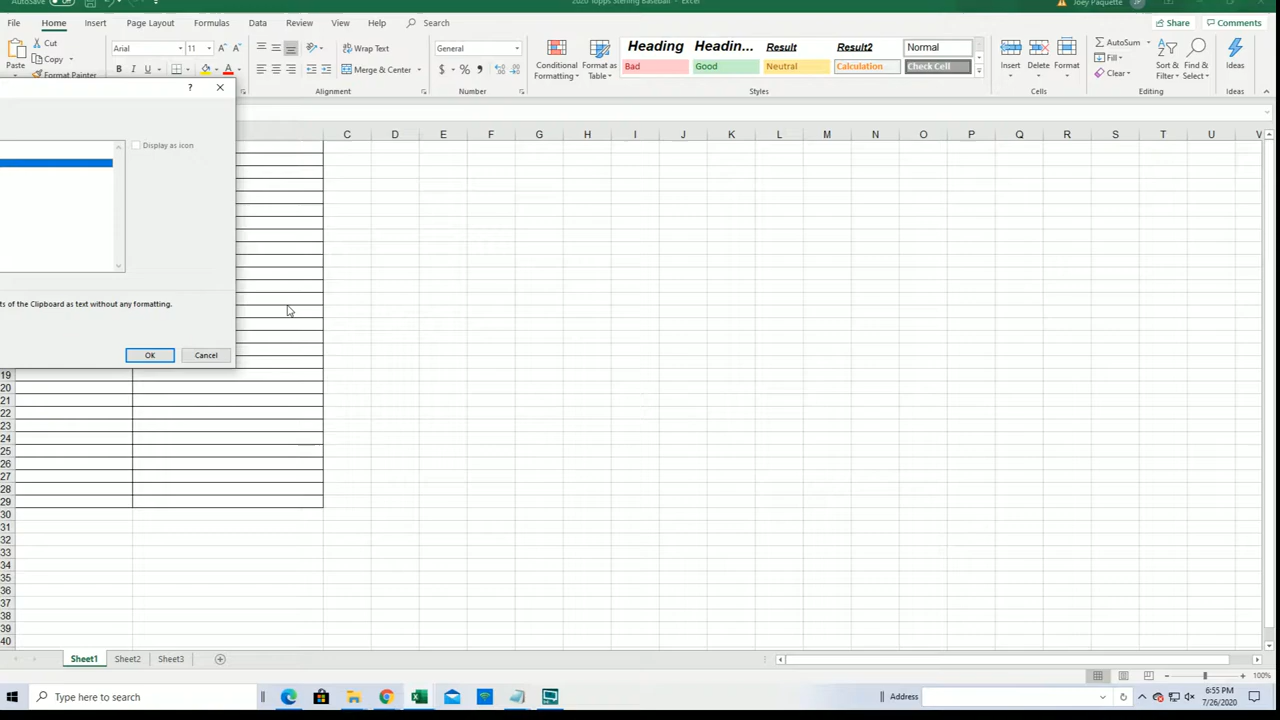 AutoSave
2020 Topps Sterling Baseball - Excel
Joey Paquette
JP
File Home Insert Page Layout Formulas Data Review View Help Search Share Comments
Paste Cut Copy Format Painter
Arial 11
B I U
Wrap Text
Merge & Center
Alignment
General
$ % ,
Number
Conditional Formatting
Format as Table
Heading Headin... Result Result2 Normal
Bad Good Neutral Calculation Check Cell
Styles
Insert Delete Format
Cells
AutoSum
Fill
Clear
Sort & Filter
Find & Select
Editing
Ideas
Ideas
C D E F G H I J K L M N O P Q R S T U V
? 
Display as icon
ts of the Clipboard as text without any formatting.
OK Cancel
19
20
21
22
23
24
25
26
27
28
29
30
31
32
33
34
35
36
37
38
39
40
Sheet1 Sheet2 Sheet3
100%
Type here to search
Address
6:55 PM
7/26/2020